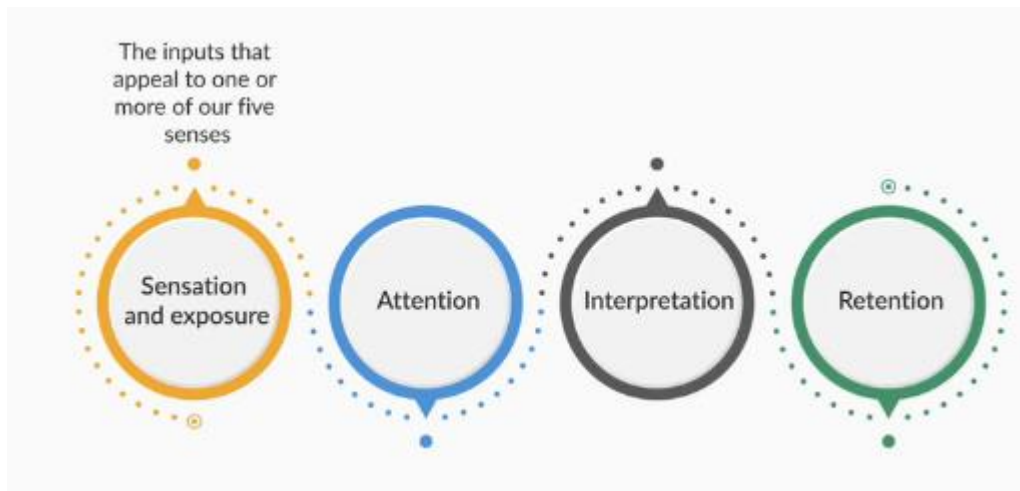 The inputs that
appeal to one or
more of our five
senses
Sensation
and exposure
Attention
Interpretation
Retention